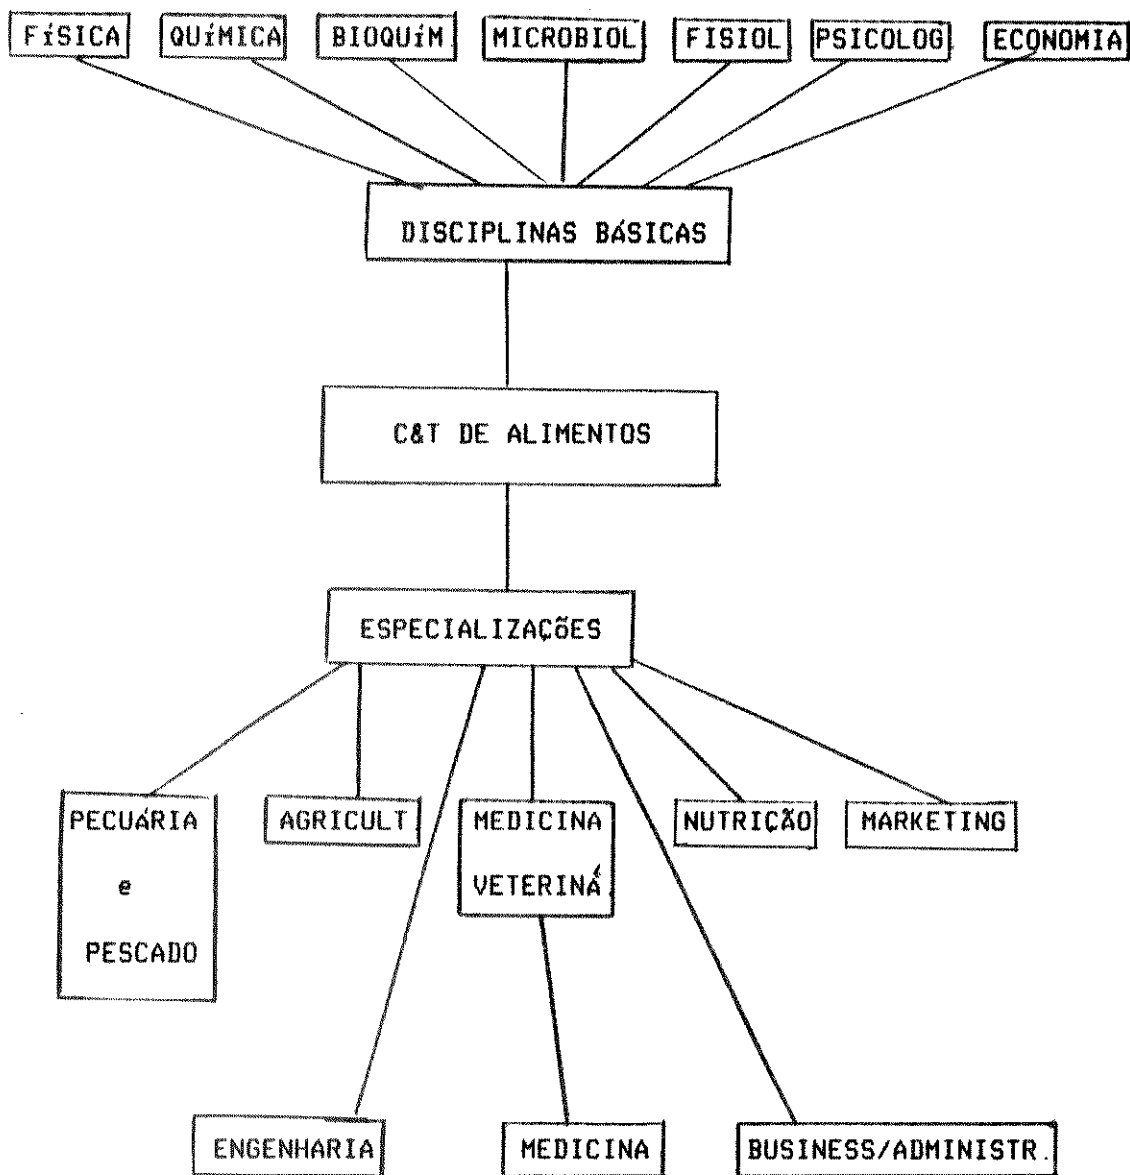 FíSICA QUíMICA BIOQUíM MICROBIOL FISIOL PSICOLOG ECONOMIA
DISCIPLINAS BÁSICAS
C&T DE ALIMENTOS
ESPECIALIZAÇõES
PECUÁRIA AGRICULT MEDICINA NUTRIÇÃO MARKETING
e VETERINÁ
PESCADO
ENGENHARIA MEDICINA BUSINESS/ADMINISTR.